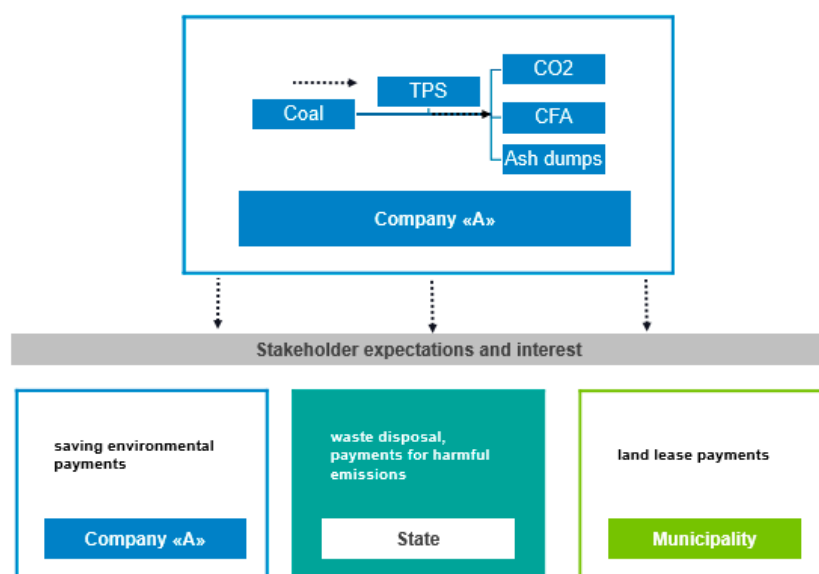 CO2
TPS
Coal
CFA
Ash dumps
Company «A»
Stakeholder expectations and interest
saving environmental
payments
Company «A»
waste disposal,
payments for harmful
emissions
State
land lease payments
Municipality